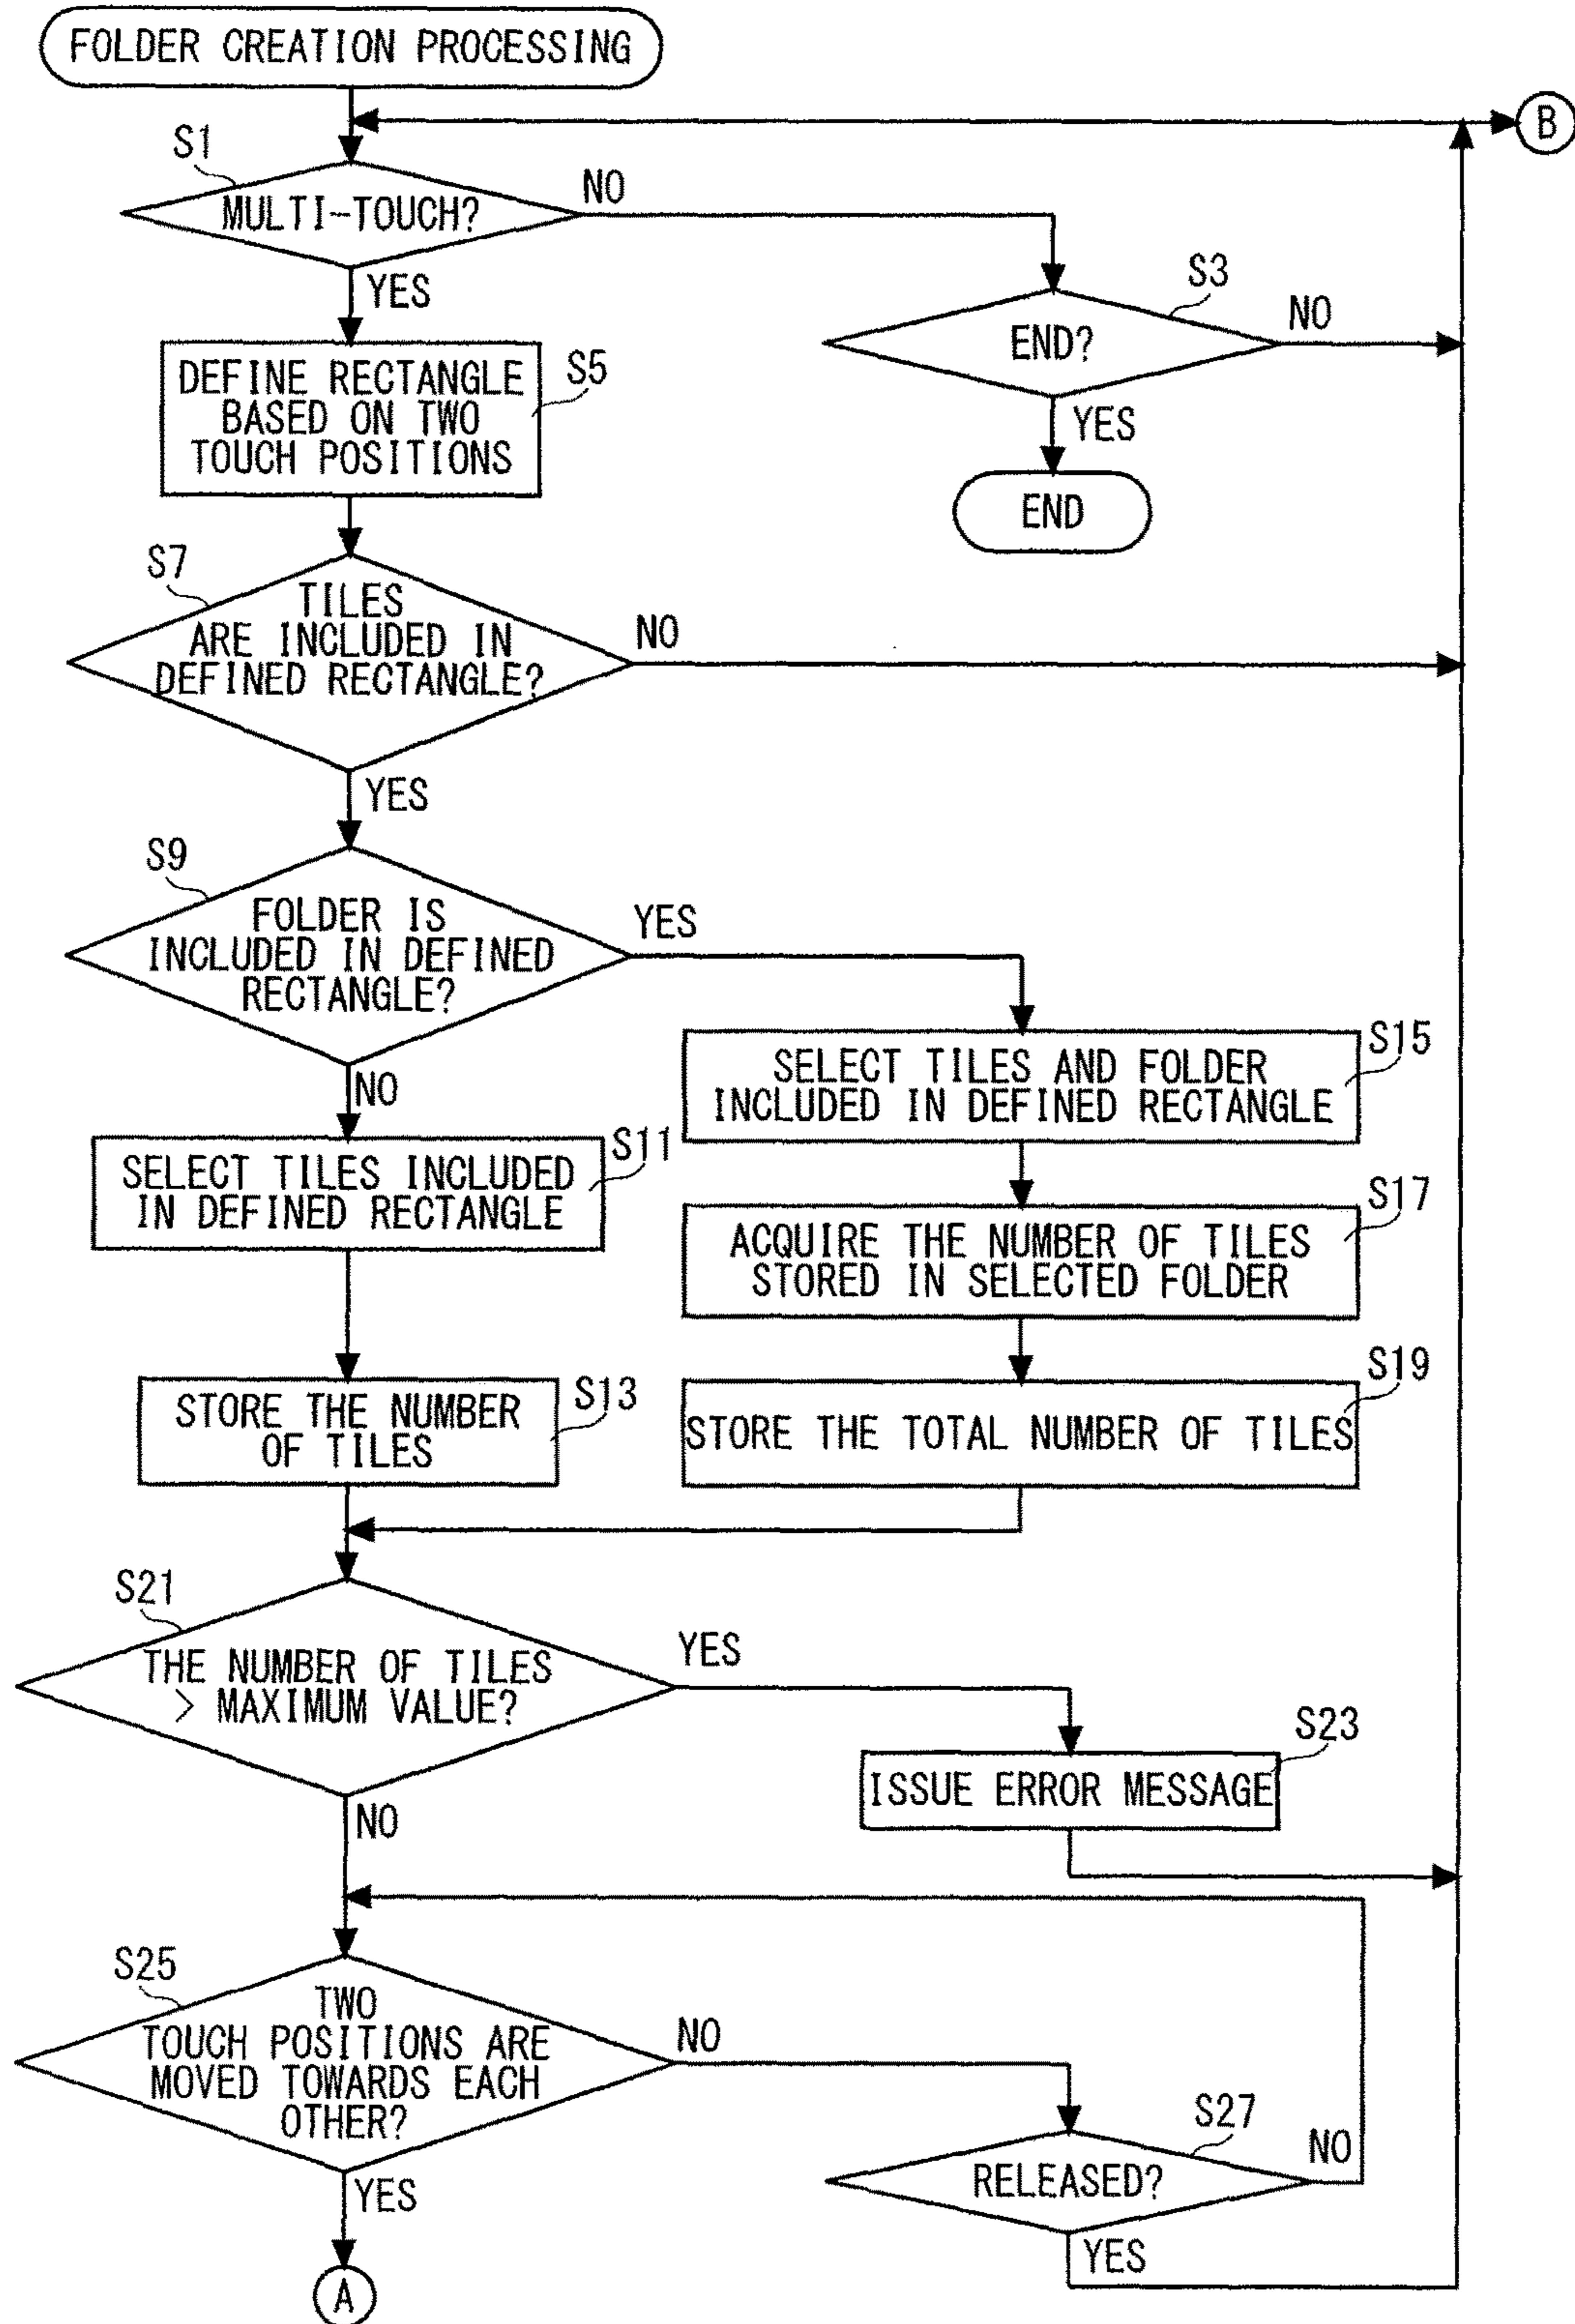 FOLDER CREATION PROCESSING
B
S1
MULTI-TOUCH?
NO
YES
S3
END?
NO
YES
END
DEFINE RECTANGLE
BASED ON TWO
TOUCH POSITIONS
S5
S7
TILES
ARE INCLUDED IN
DEFINED RECTANGLE?
NO
YES
S9
FOLDER IS
INCLUDED IN DEFINED
RECTANGLE?
YES
NO
SELECT TILES AND FOLDER
INCLUDED IN DEFINED RECTANGLE
S15
SELECT TILES INCLUDED
IN DEFINED RECTANGLE
S11
ACQUIRE THE NUMBER OF TILES
STORED IN SELECTED FOLDER
S17
STORE THE NUMBER
OF TILES
S13
STORE THE TOTAL NUMBER OF TILES
S19
S21
THE NUMBER OF TILES
> MAXIMUM VALUE?
YES
NO
ISSUE ERROR MESSAGE
S23
S25
TWO
TOUCH POSITIONS ARE
MOVED TOWARDS EACH
OTHER?
NO
YES
S27
RELEASED?
NO
YES
A